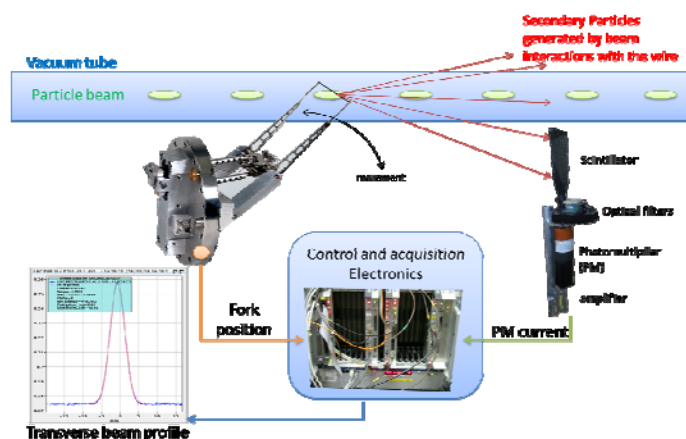 Secondary Particles
generated by beam
interactions with the wire
Vacuum tube
Particle beam
movement
Scintillator
Optical filters
Photomultiplier
(PM)
amplifier
Control and acquisition
Electronics
Fork
position
PM current
Transverse beam profile